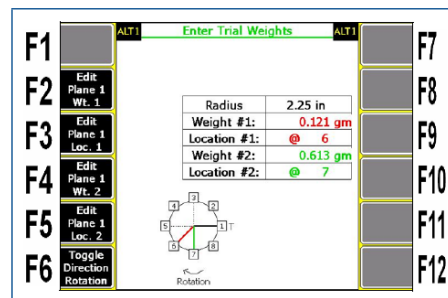 ALT1 Enter Trial Weights ALT1
F1
F2 Edit Plane 1 Wt. 1
F3 Edit Plane 1 Loc. 1
F4 Edit Plane 1 Wt. 2
F5 Edit Plane 1 Loc. 2
F6 Toggle Direction Rotation
Radius 2.25 in
Weight #1: 0.121 gm
Location #1: @ 6
Weight #2: 0.613 gm
Location #2: @ 7
3
4 2
5 1 T
6 8
7
Rotation
F7
F8
F9
F10
F11
F12